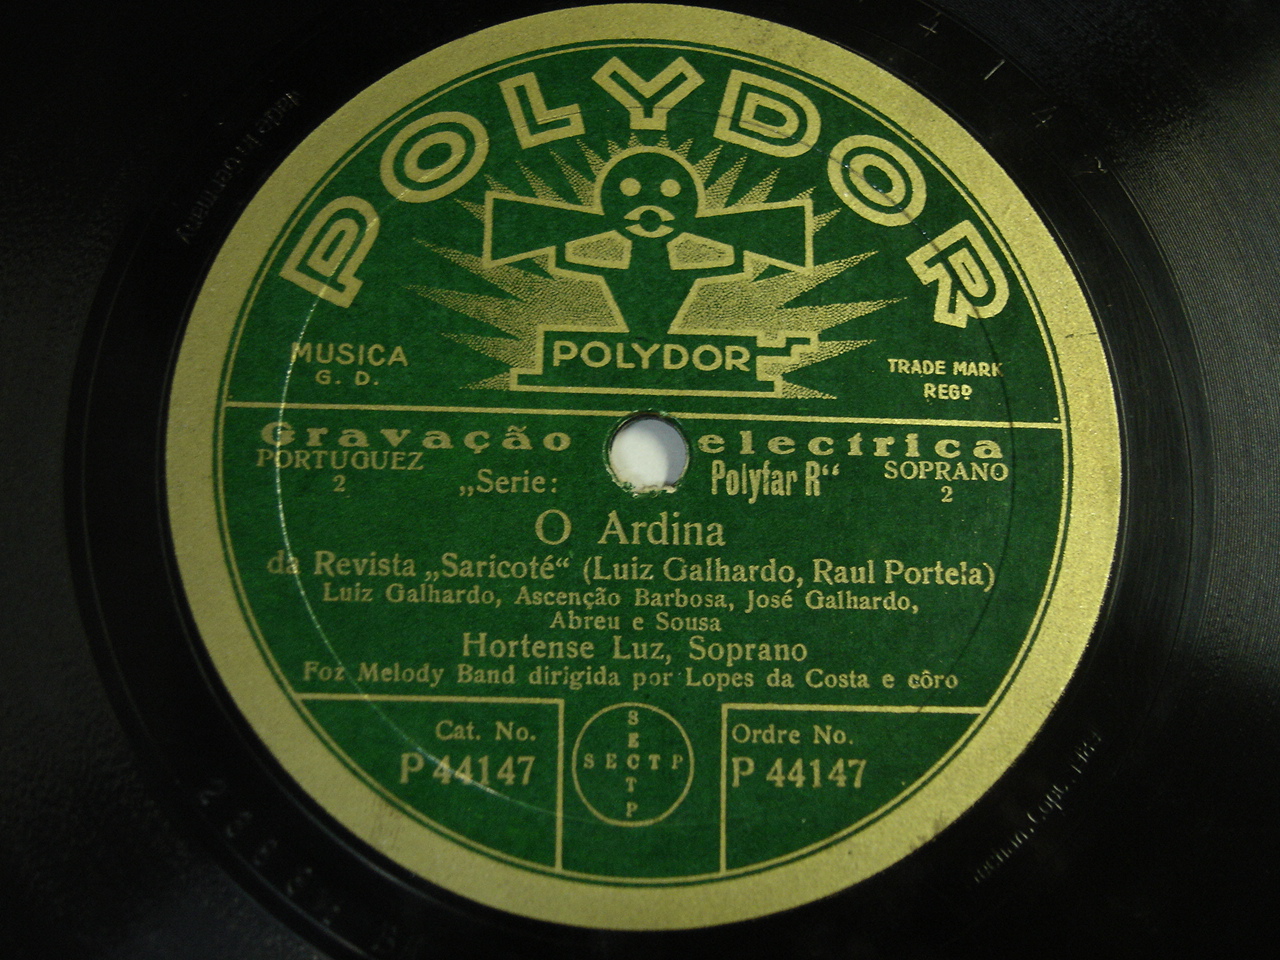 POLYDOR
POLYDOR
MUSICA
G. D.
TRADE MARK
REGD
Gravação electrica
PORTUGUEZ
2
„Serie: Polyfar R“
SOPRANO
2
O Ardina
da Revista „Saricoté“ (Luiz Galhardo, Raul Portela)
Luiz Galhardo, Ascenção Barbosa, José Galhardo,
Abreu e Sousa
Hortense Luz, Soprano
Foz Melody Band dirigida por Lopes da Costa e côro
Cat. No.
P 44147
SECTP
SECTP
Ordre No.
P 44147